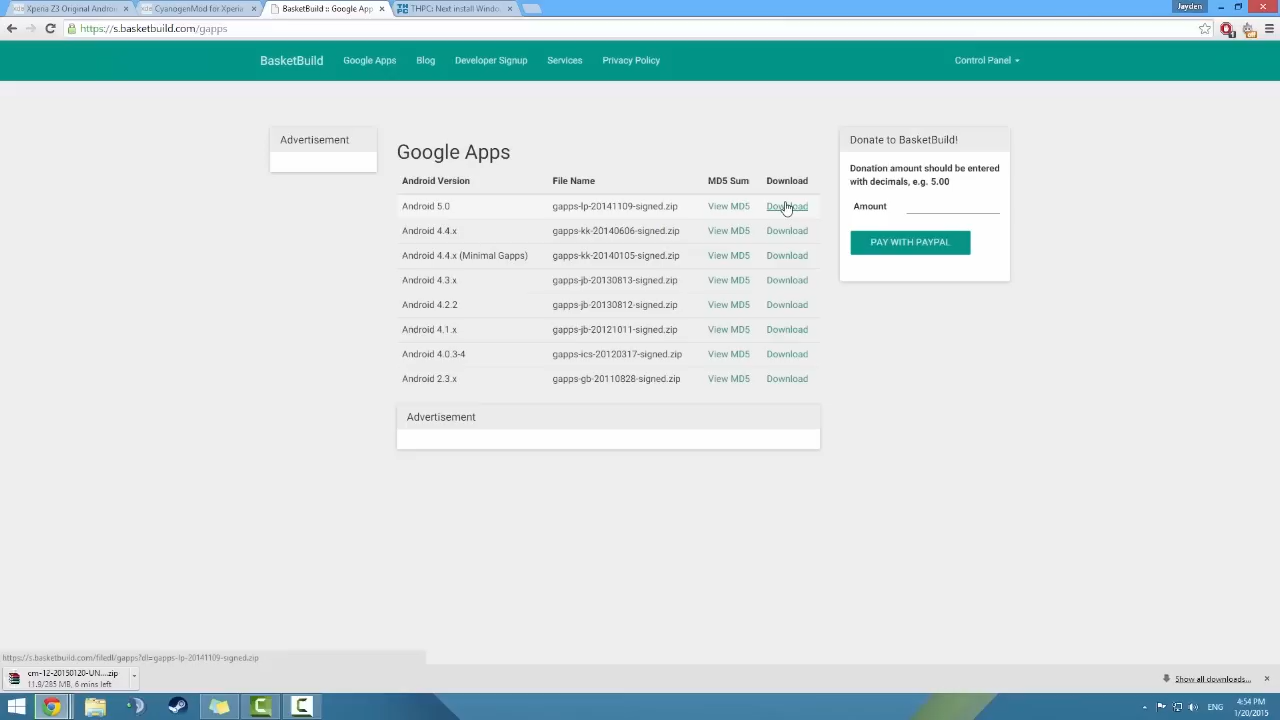 Xperia Z3 Orignal Androi
CyanogenMod for Xperia
BasketBuild :: Google App
THPC: Next install Windo
Jayden
https://s.basketbuild.com/gapps
BasketBuild Google Apps Blog Developer Signup Services Privacy Policy Control Panel
Advertisement
Google Apps
Android Version File Name MD5 Sum Download
Android 5.0 gapps-lp-20141109-signed.zip View MD5 Download
Android 4.4.x gapps-kk-20140606-signed.zip View MD5 Download
Android 4.4.x (Minimal Gapps) gapps-kk-20140105-signed.zip View MD5 Download
Android 4.3.x gapps-jb-20130813-signed.zip View MD5 Download
Android 4.2.2 gapps-jb-20130812-signed.zip View MD5 Download
Android 4.1.x gapps-jb-20121011-signed.zip View MD5 Download
Android 4.0.3-4 gapps-ics-20120317-signed.zip View MD5 Download
Android 2.3.x gapps-gb-20110828-signed.zip View MD5 Download
Advertisement
Donate to BasketBuild!
Donation amount should be entered
with decimals, e.g. 5.00
Amount
PAY WITH PAYPAL
https://s.basketbuild.com/filedl/gapps?dl=gapps-lp-20141109-signed.zip
cm-12-20150120-UN....zip
11.8/285 MB, 6 mins left
Show all downloads...
ENG
4:54 PM
1/20/2015